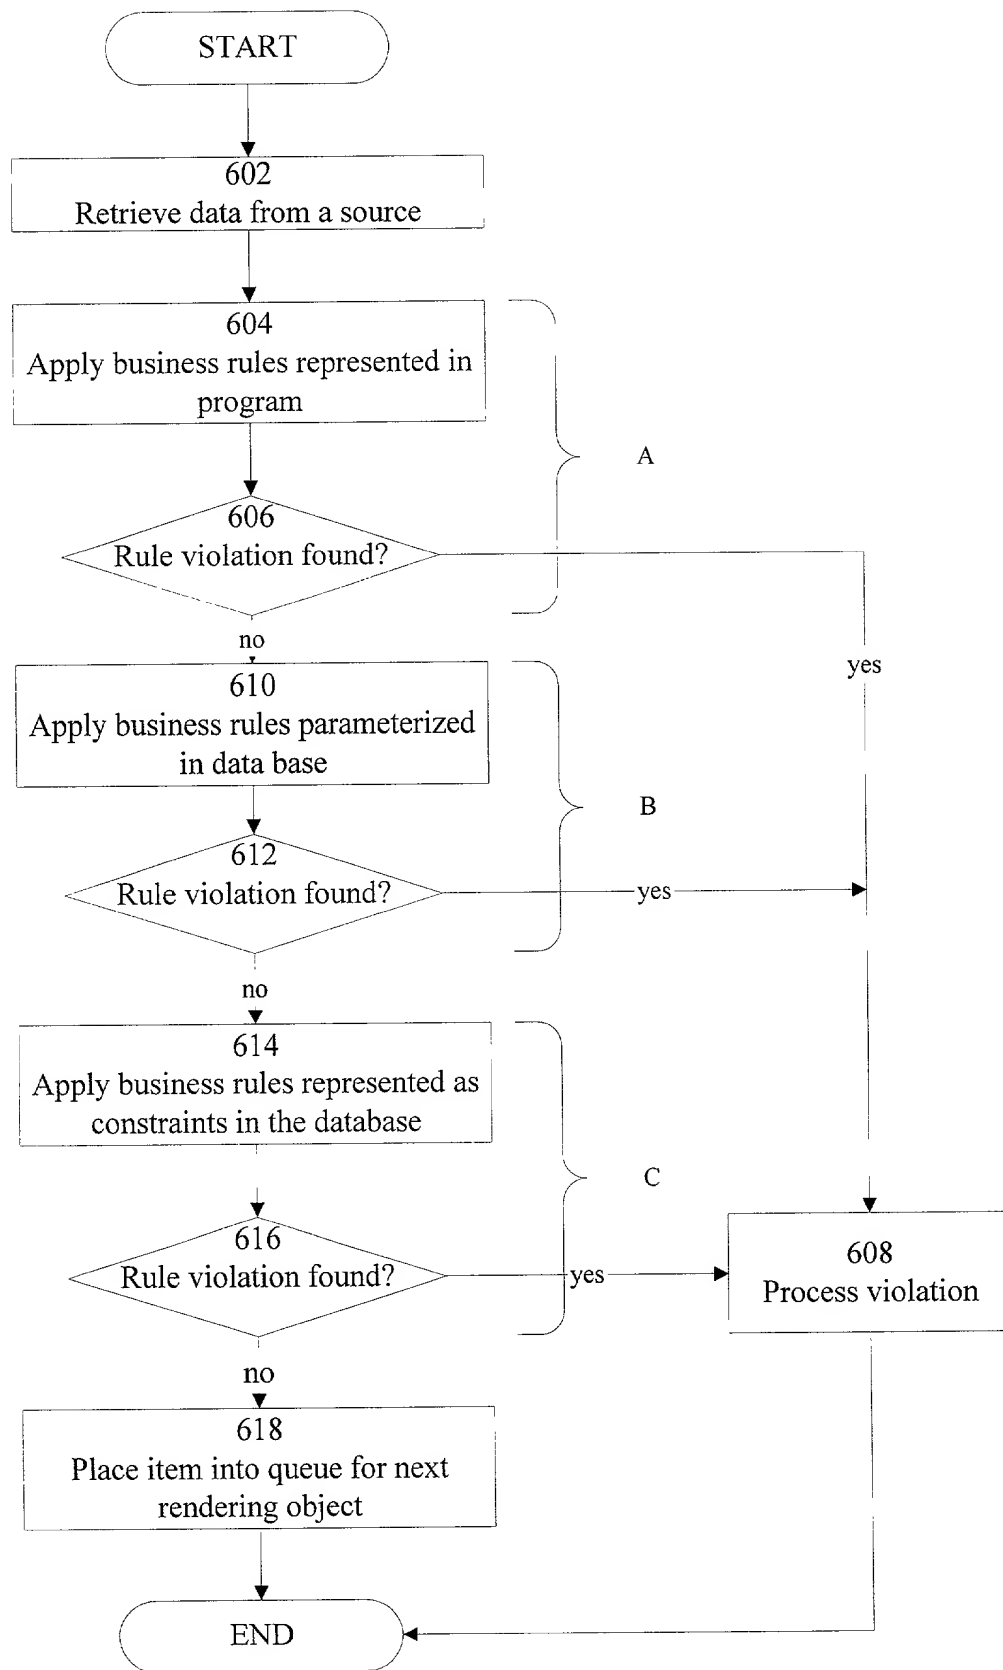 START
602
Retrieve data from a source
604
Apply business rules represented in
program
A
606
Rule violation found?
no
yes
610
Apply business rules parameterized
in data base
B
612
Rule violation found?
yes
no
614
Apply business rules represented as
constraints in the database
C
616
Rule violation found?
yes
608
Process violation
no
618
Place item into queue for next
rendering object
END